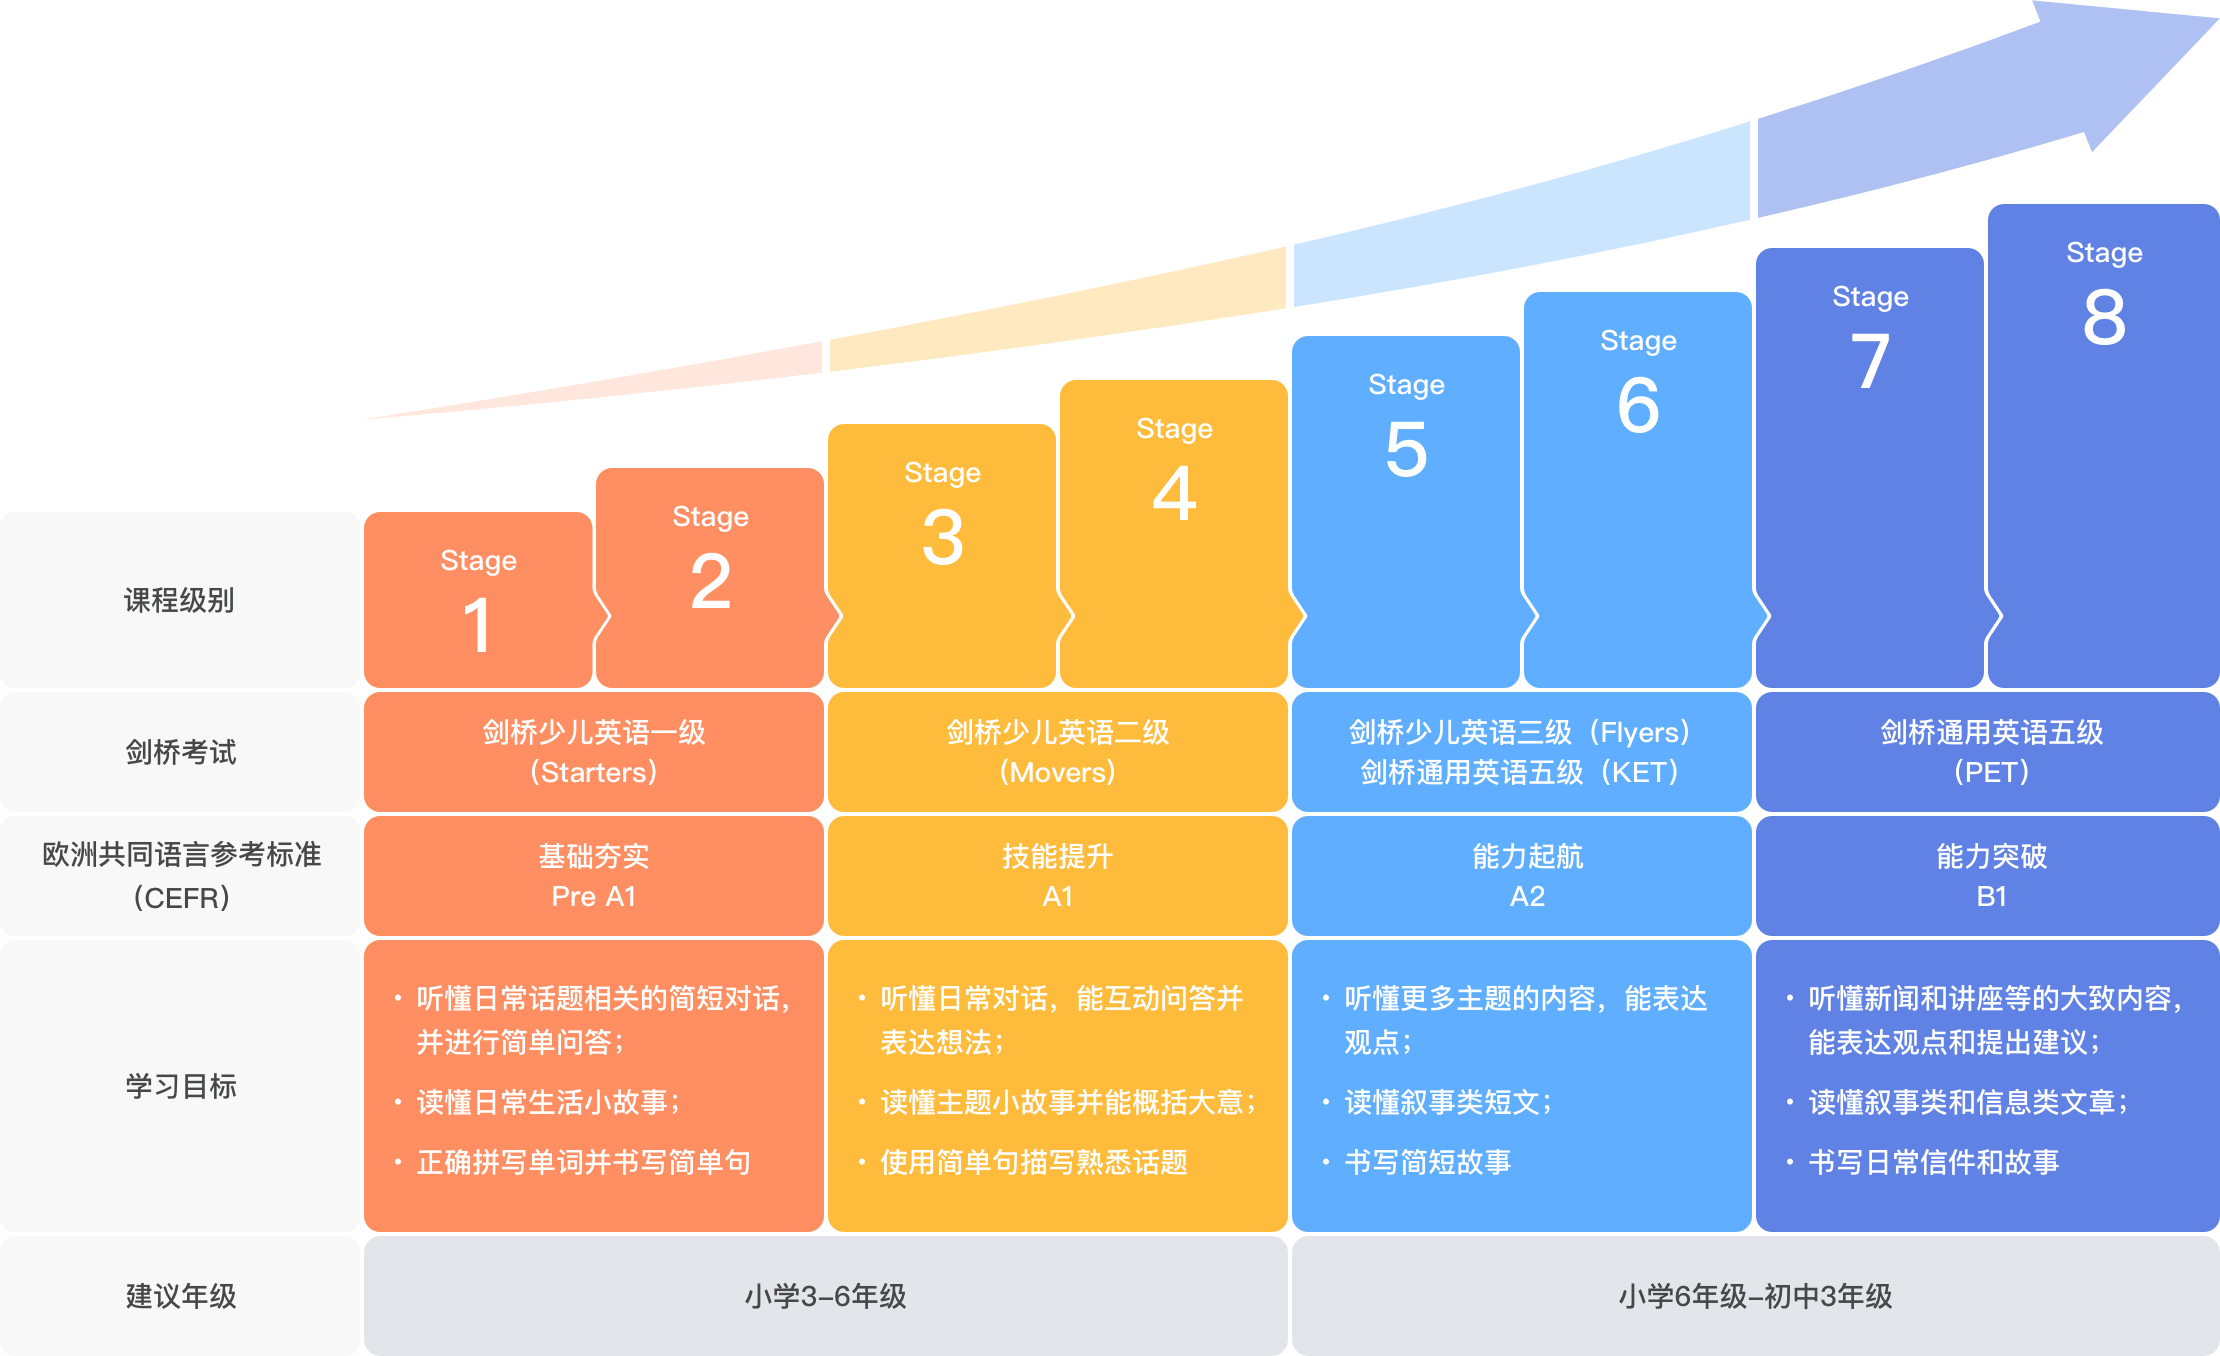 Stage
1
Stage
2
Stage
3
Stage
4
Stage
5
Stage
6
Stage
7
Stage
8
课程级别
剑桥考试
剑桥少儿英语一级
（Starters）
剑桥少儿英语二级
（Movers）
剑桥少儿英语三级（Flyers）
剑桥通用英语五级（KET）
剑桥通用英语五级
（PET）
欧洲共同语言参考标准
（CEFR）
基础夯实
Pre A1
技能提升
A1
能力起航
A2
能力突破
B1
学习目标
· 听懂日常话题相关的简短对话，
并进行简单问答；
· 读懂日常生活小故事；
· 正确拼写单词并书写简单句
· 听懂日常对话，能互动问答并
表达想法；
· 读懂主题小故事并能概括大意；
· 使用简单句描写熟悉话题
· 听懂更多主题的内容，能表达
观点；
· 读懂叙事类短文；
· 书写简短故事
· 听懂新闻和讲座等的大致内容，
能表达观点和提出建议；
· 读懂叙事类和信息类文章；
· 书写日常信件和故事
建议年级
小学3-6年级
小学6年级-初中3年级